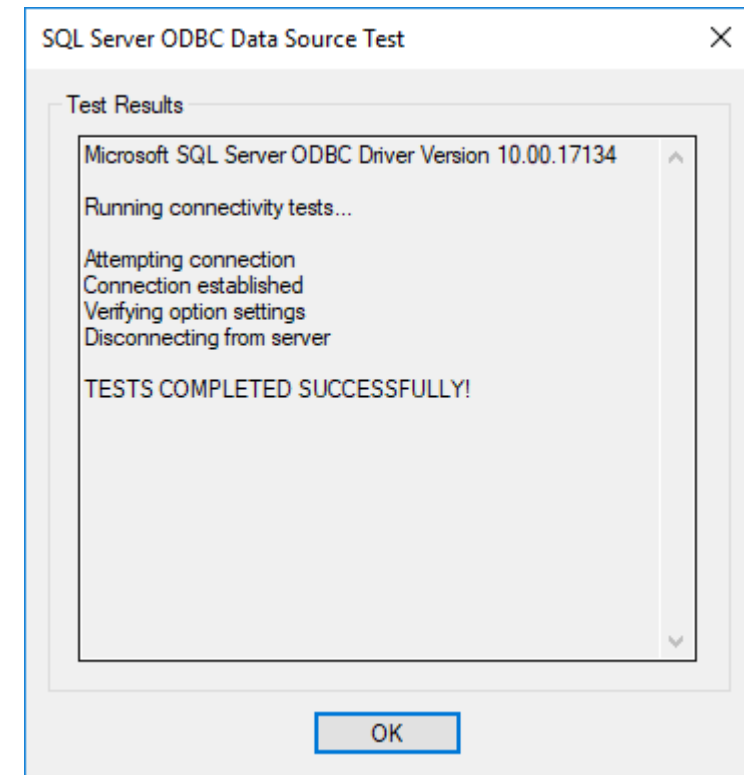 SQL Server ODBC Data Source Test
Test Results
Microsoft SQL Server ODBC Driver Version 10.00.17134
Running connectivity tests...
Attempting connection
Connection established
Verifying option settings
Disconnecting from server
TESTS COMPLETED SUCCESSFULLY!
OK